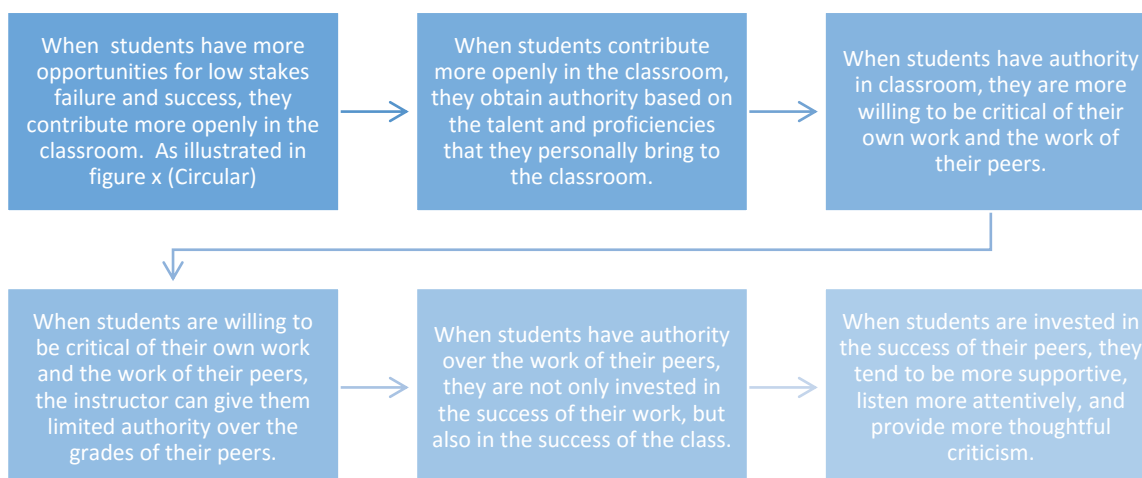 When  students have more
opportunities for low stakes
failure and success, they
contribute more openly in the
classroom.  As illustrated in
figure x (Circular)
When students contribute
more openly in the classroom,
they obtain authority based on
the talent and proficiencies
that they personally bring to
the classroom.
When students have authority
in classroom, they are more
willing to be critical of their
own work and the work of
their peers.
When students are willing to
be critical of their own work
and the work of their peers,
the instructor can give them
limited authority over the
grades of their peers.
When students have authority
over the work of their peers,
they are not only invested in
the success of their work, but
also in the success of the class.
When students are invested in
the success of their peers, they
tend to be more supportive,
listen more attentively, and
provide more thoughtful
criticism.